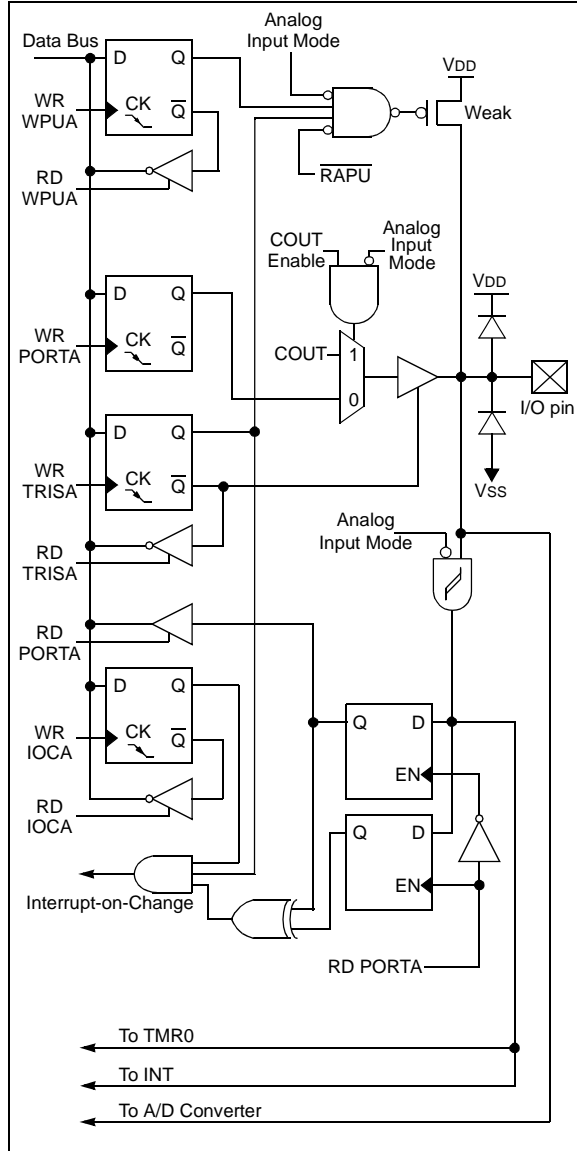 Analog
Input Mode
Data Bus
D Q
VDD
WR
WPUA
CK
Q
Weak
RD
WPUA
RAPU
COUT
Enable
Analog
Input
Mode
D Q
VDD
WR
PORTA
CK
Q
COUT
1
0
I/O pin
D Q
WR
TRISA
CK
Q
VSS
Analog
Input Mode
RD
TRISA
RD
PORTA
D Q
Q D
WR
IOCA
CK
Q
EN
RD
IOCA
Q D
EN
Interrupt-on-Change
RD PORTA
To TMR0
To INT
To A/D Converter